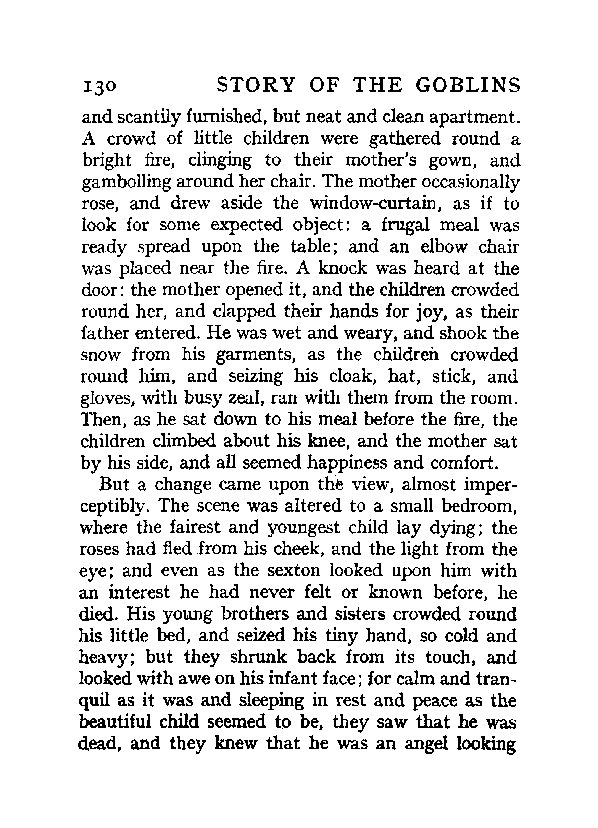 130 STORY OF THE GOBLINS
and scantily furnished, but neat and clean apartment.
A crowd of little children were gathered round a
bright fire, clinging to their mother's gown, and
gambolling around her chair. The mother occasionally
rose, and drew aside the window-curtain, as if to
look for some expected object: a frugal meal was
ready spread upon the table; and an elbow chair
was placed near the fire. A knock was heard at the
door: the mother opened it, and the children crowded
round her, and clapped their hands for joy, as their
father entered. He was wet and weary, and shook the
snow from his garments, as the children crowded
round him, and seizing his cloak, hat, stick, and
gloves, with busy zeal, ran with them from the room.
Then, as he sat down to his meal before the fire, the
children climbed about his knee, and the mother sat
by his side, and all seemed happiness and comfort.
But a change came upon the view, almost imper-
ceptibly. The scene was altered to a small bedroom,
where the fairest and youngest child lay dying; the
roses had fled from his cheek, and the light from the
eye; and even as the sexton looked upon him with
an interest he had never felt or known before, he
died. His young brothers and sisters crowded round
his little bed, and seized his tiny hand, so cold and
heavy; but they shrunk back from its touch, and
looked with awe on his infant face; for calm and tran-
quil as it was and sleeping in rest and peace as the
beautiful child seemed to be, they saw that he was
dead, and they knew that he was an angel looking